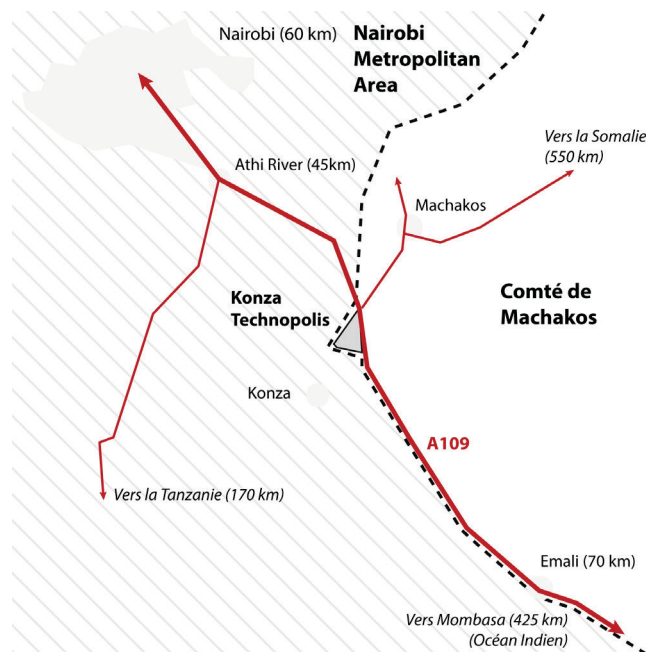 Nairobi (60 km)
Nairobi
Metropolitan
Area
Vers la Somalie
(550 km)
Athi River (45km)
Machakos
Konza
Technopolis
Comté de
Machakos
Konza
A109
Vers la Tanzanie (170 km)
Emali (70 km)
Vers Mombasa (425 km)
(Océan Indien)